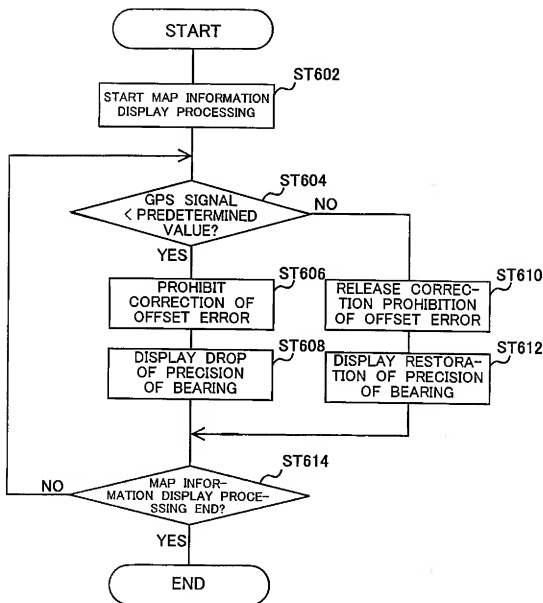 START
ST602
START MAP INFORMATION
DISPLAY PROCESSING
ST604
GPS SIGNAL
< PREDETERMINED
VALUE?
NO
YES
ST606
PROHIBIT
CORRECTION OF
OFFSET ERROR
ST610
RELEASE CORREC-
TION PROHIBITION
OF OFFSET ERROR
ST608
DISPLAY DROP
OF PRECISION
OF BEARING
ST612
DISPLAY RESTORA-
TION OF PRECISION
OF BEARING
ST614
MAP INFOR-
MATION DISPLAY PROCE-
SSING END?
NO
YES
END